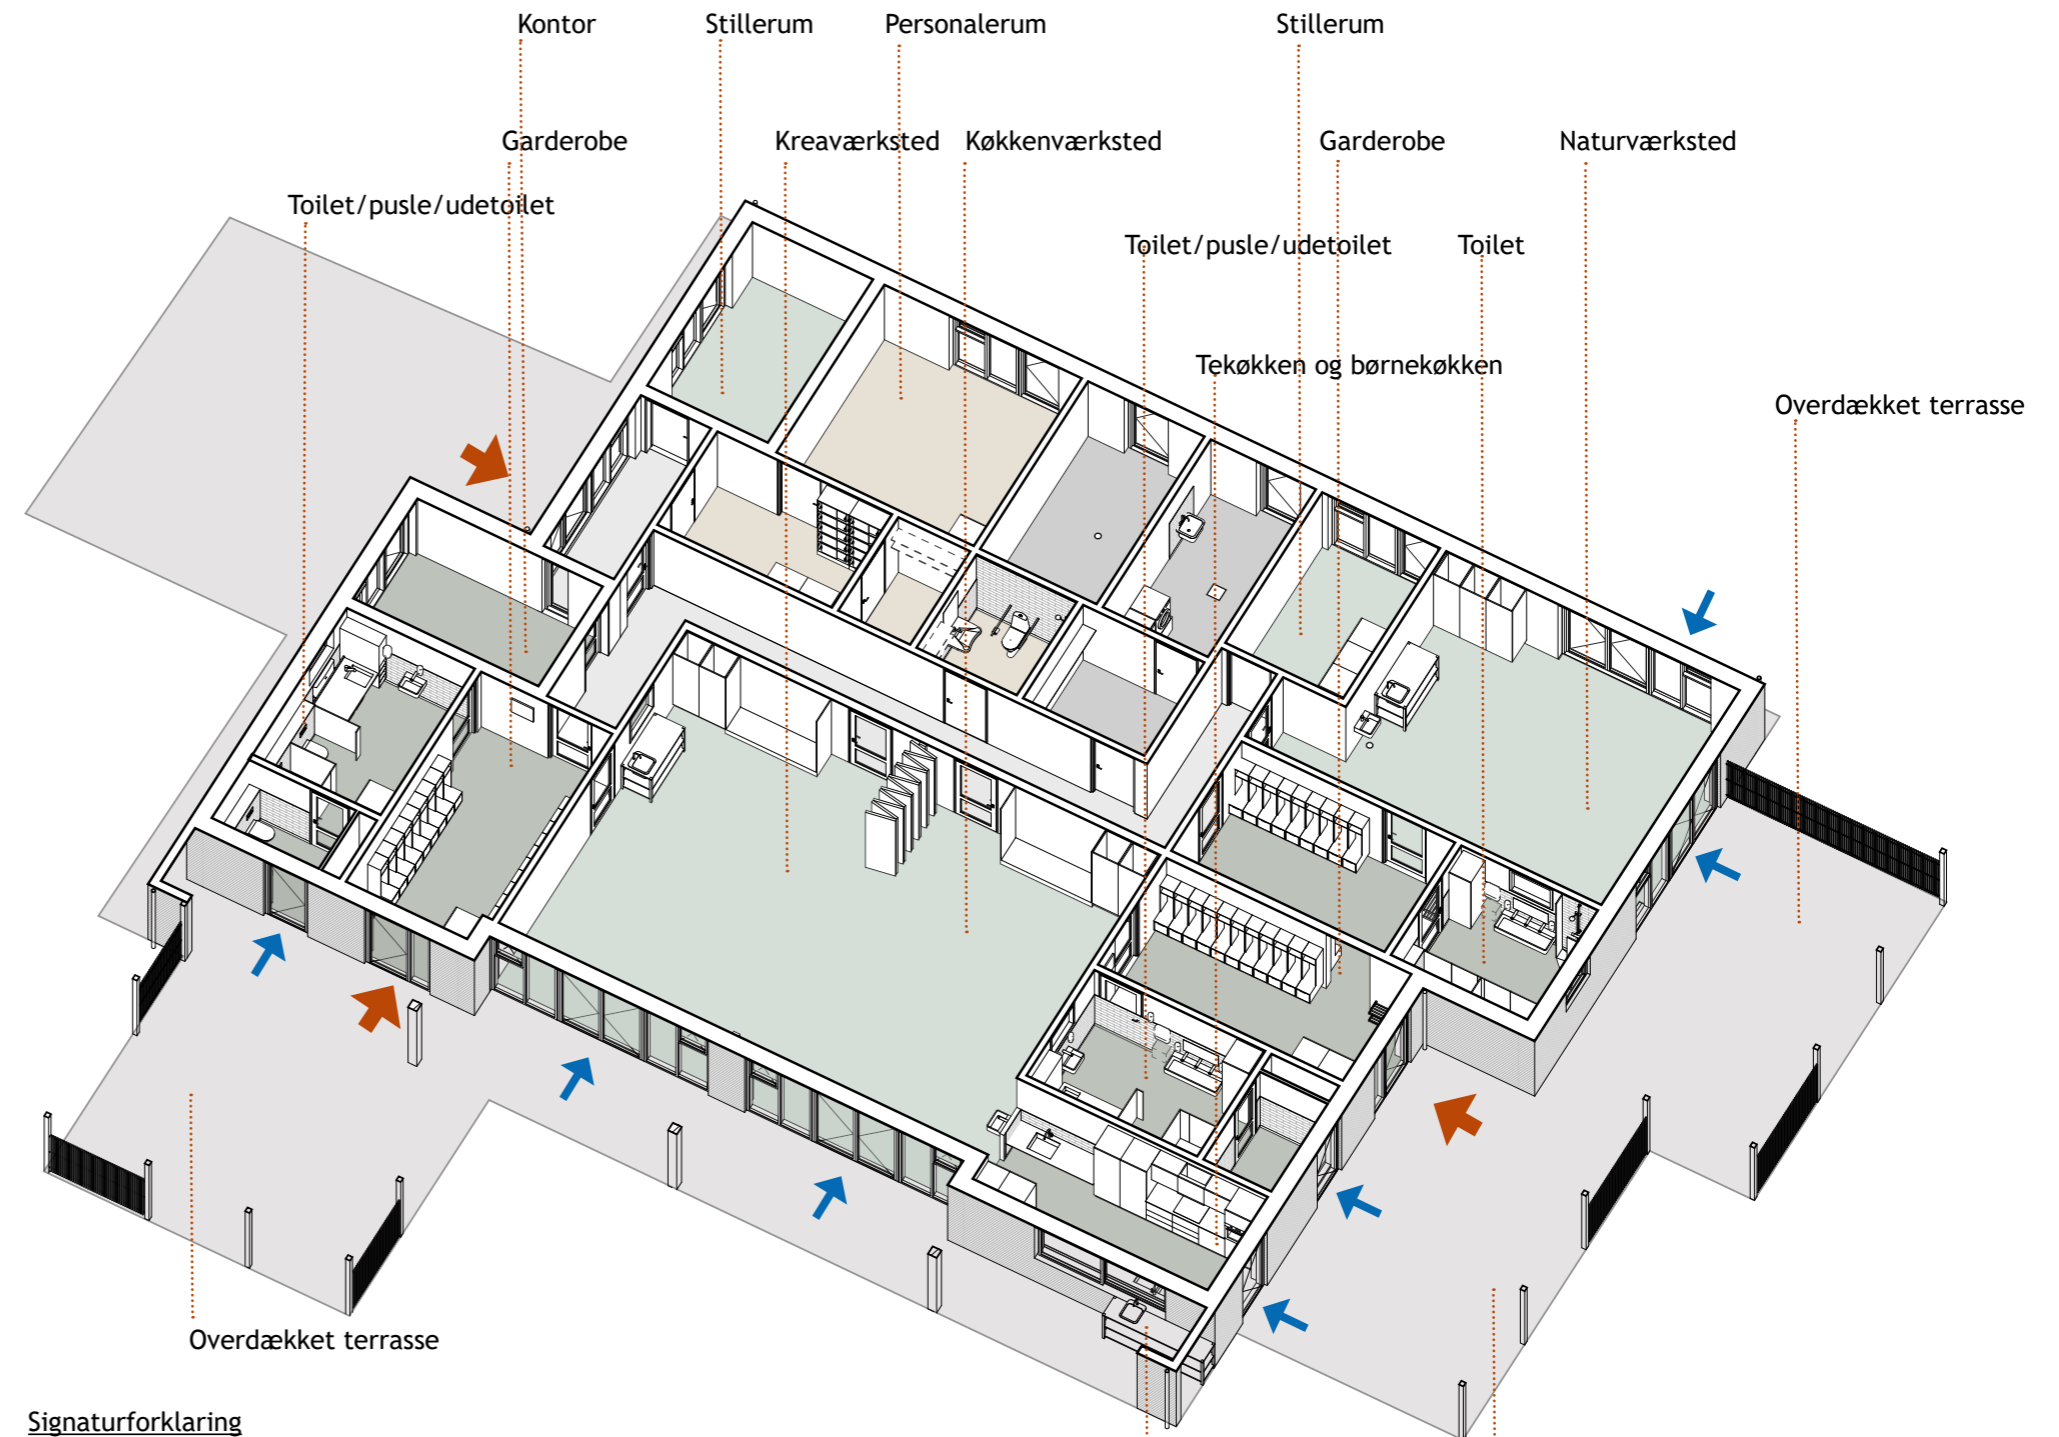 Kontor
Stillerum
Personalerum
Stillerum
Garderobe
Kreaværksted
Køkkenværksted
Garderobe
Naturværksted
Toilet/pusle/udetoilet
Toilet/pusle/udetoilet
Toilet
Tekøkken og børnekøkken
Overdækket terrasse
Overdækket terrasse
Signaturforklaring